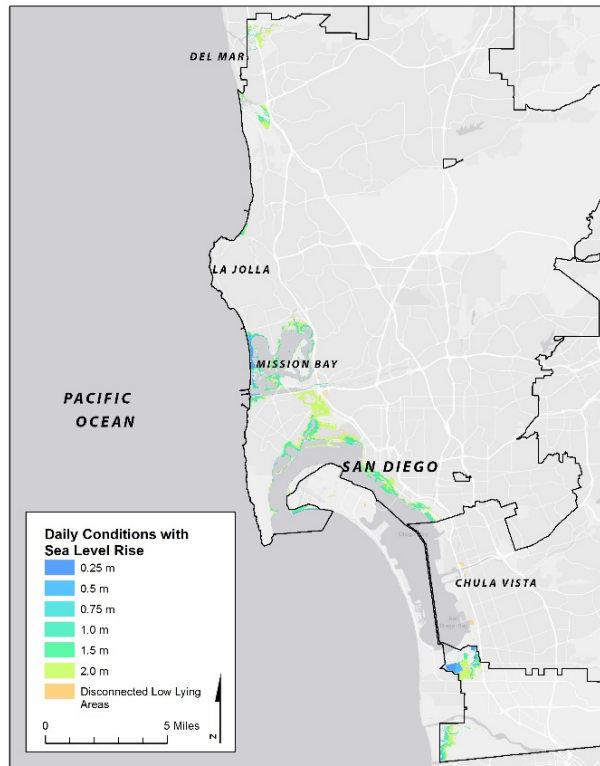 DEL MAR
LA JOLLA
MISSION BAY
PACIFIC
OCEAN
SAN DIEGO
CHULA VISTA
Daily Conditions with
Sea Level Rise
0.25 m
0.5 m
0.75 m
1.0 m
1.5 m
2.0 m
Disconnected Low Lying
Areas
0 5 Miles
N